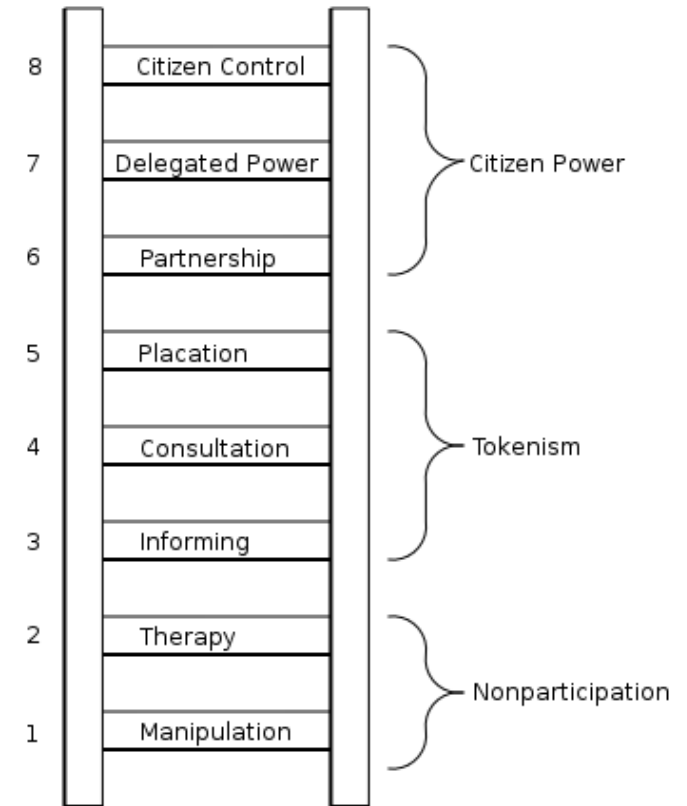 8 Citizen Control
7 Delegated Power Citizen Power
6 Partnership
5 Placation
4 Consultation Tokenism
3 Informing
2 Therapy
Nonparticipation
1 Manipulation